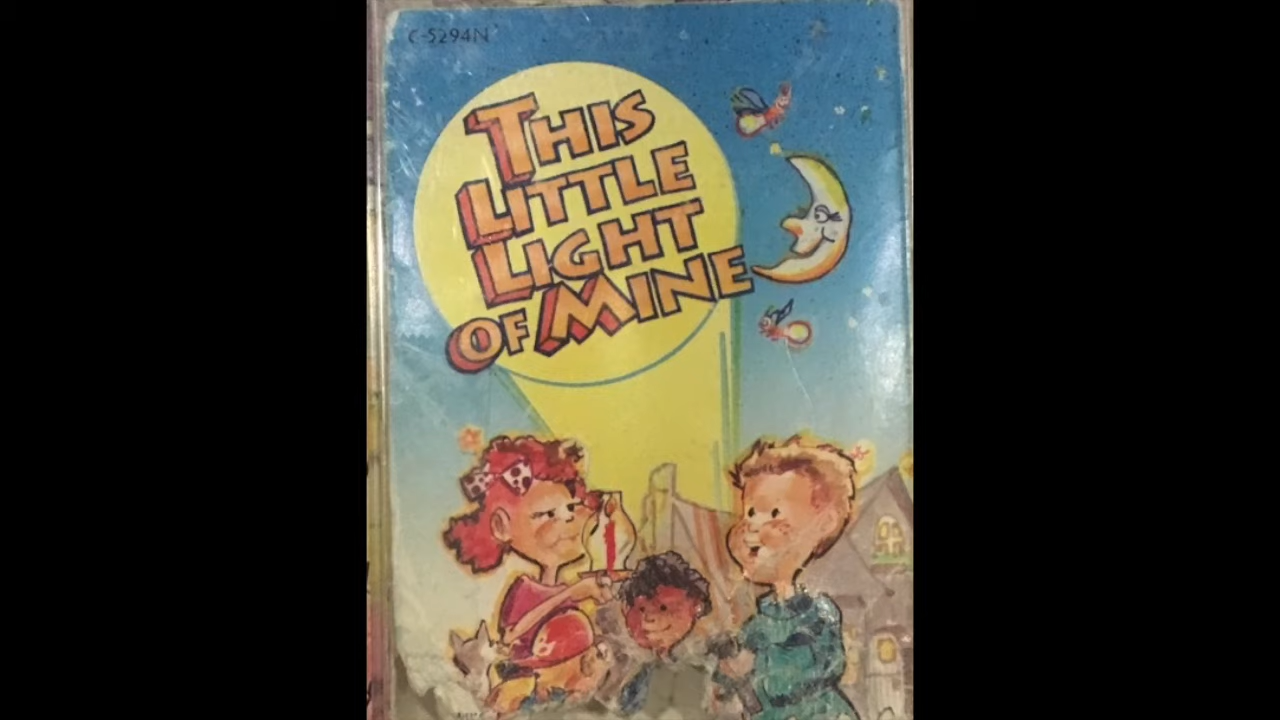 C-5294N
THIS
LITTLE
LIGHT
OF MINE